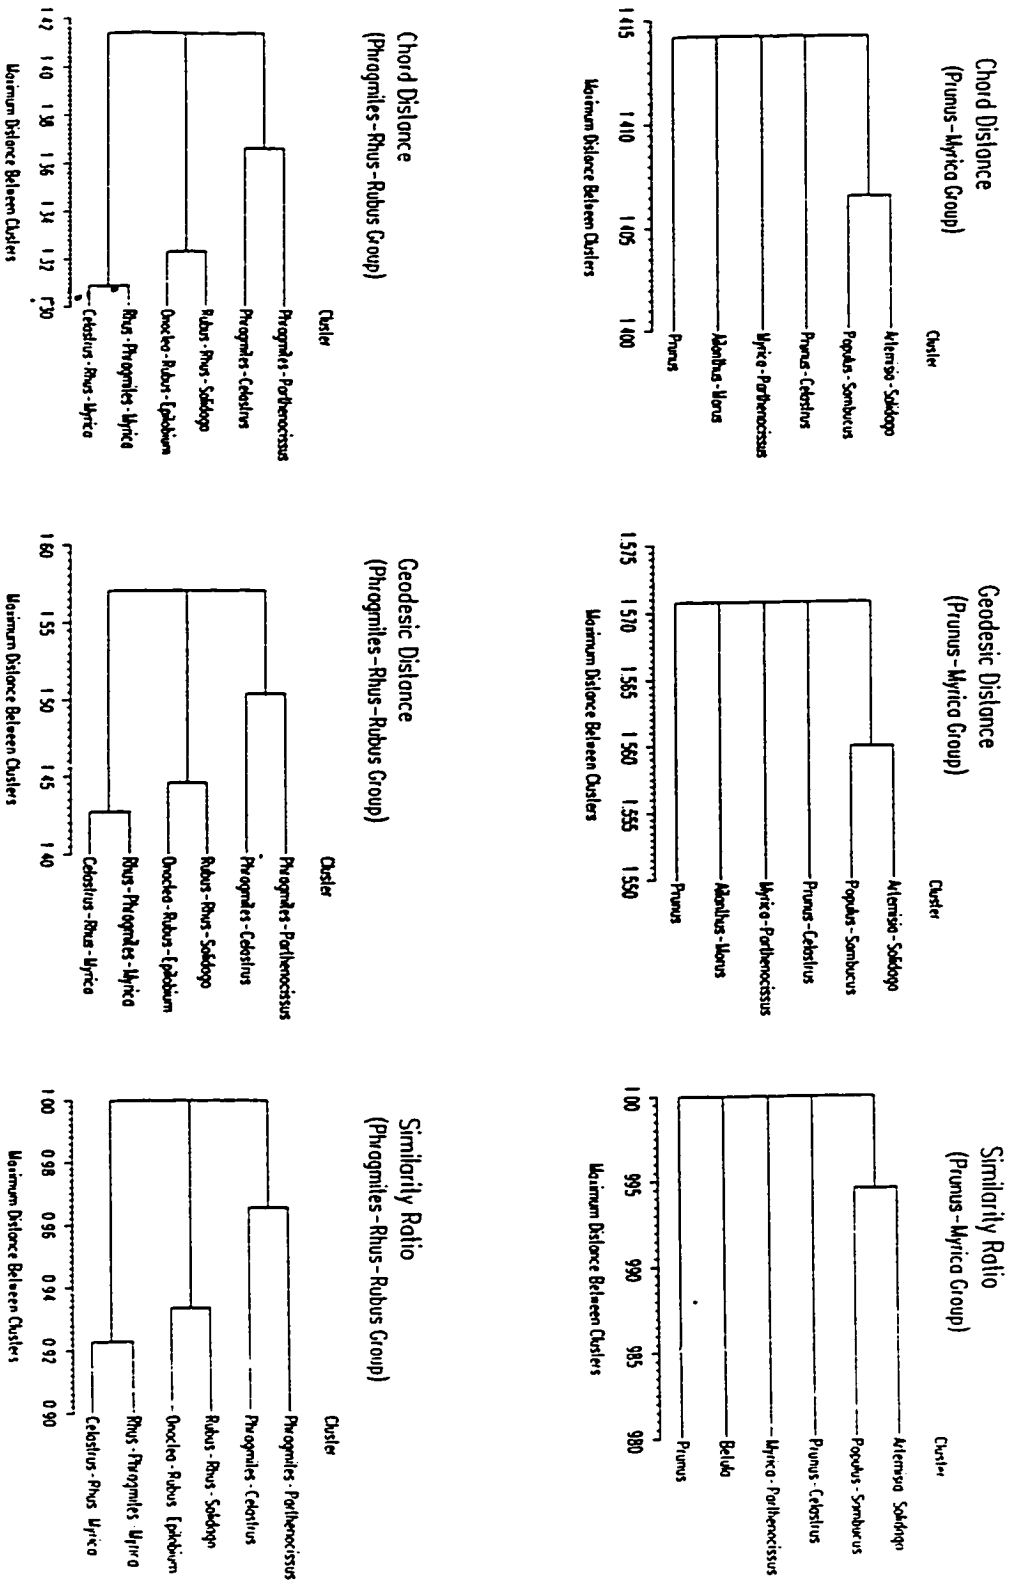 Chord Distance
(Prunus-Myrica Group)
Cluster
Artemisia-Solidago
Populus-Sambucus
Prunus-Celastrus
Myrica-Parthenocissus
Ailanthus-Morus
Prunus
1 415 1 410 1 405 1 400
Maximum Distance Between Clusters
Geodesic Distance
(Prunus-Myrica Group)
Cluster
Artemisia-Solidago
Populus-Sambucus
Prunus-Celastrus
Myrica-Parthenocissus
Ailanthus-Morus
Prunus
1.575 1 570 1 565 1 560 1.555 1.550
Maximum Distance Between Clusters
Similarity Ratio
(Prunus-Myrica Group)
Cluster
Artemisia Solidago
Populus-Sambucus
Prunus-Celastrus
Myrica-Parthenocissus
Betula
Prunus
1 00 995 990 985 980
Maximum Distance Between Clusters
Chord Distance
(Phragmites-Rhus-Rubus Group)
Cluster
Phragmites-Parthenocissus
Phragmites-Celastrus
Rubus-Rhus-Solidago
Onoclea-Rubus-Epilobium
Rhus-Phragmites-Myrica
Celastrus-Rhus-Myrica
1 42 1 40 1 38 1 36 1 34 1 32 1 30
Maximum Distance Between Clusters
Geodesic Distance
(Phragmites-Rhus-Rubus Group)
Cluster
Phragmites-Parthenocissus
Phragmites-Celastrus
Rubus-Rhus-Solidago
Onoclea-Rubus-Epilobium
Rhus-Phragmites-Myrica
Celastrus-Rhus-Myrica
1 60 1 55 1 50 1 45 1 40
Maximum Distance Between Clusters
Similarity Ratio
(Phragmites-Rhus-Rubus Group)
Cluster
Phragmites-Parthenocissus
Phragmites-Celastrus
Rubus-Rhus-Solidago
Onoclea-Rubus Epilobium
Rhus-Phragmites Myrica
Celastrus-Rhus Myrica
1 00 0 98 0 96 0 94 0 92 0 90
Maximum Distance Between Clusters